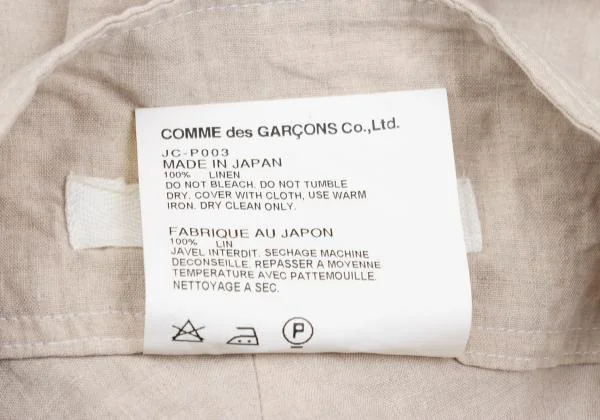 COMME des GARÇONS Co.,Ltd.
JC-P003
MADE IN JAPAN
100% LINEN
DO NOT BLEACH. DO NOT TUMBLE
DRY. COVER WITH CLOTH, USE WARM
IRON. DRY CLEAN ONLY.
FABRIQUE AU JAPON
100% LIN
JAVEL INTERDIT. SECHAGE MACHINE
DECONSEILLE. REPASSER A MOYENNE
TEMPERATURE AVEC PATTEMOUILLE.
NETTOYAGE A SEC.
P